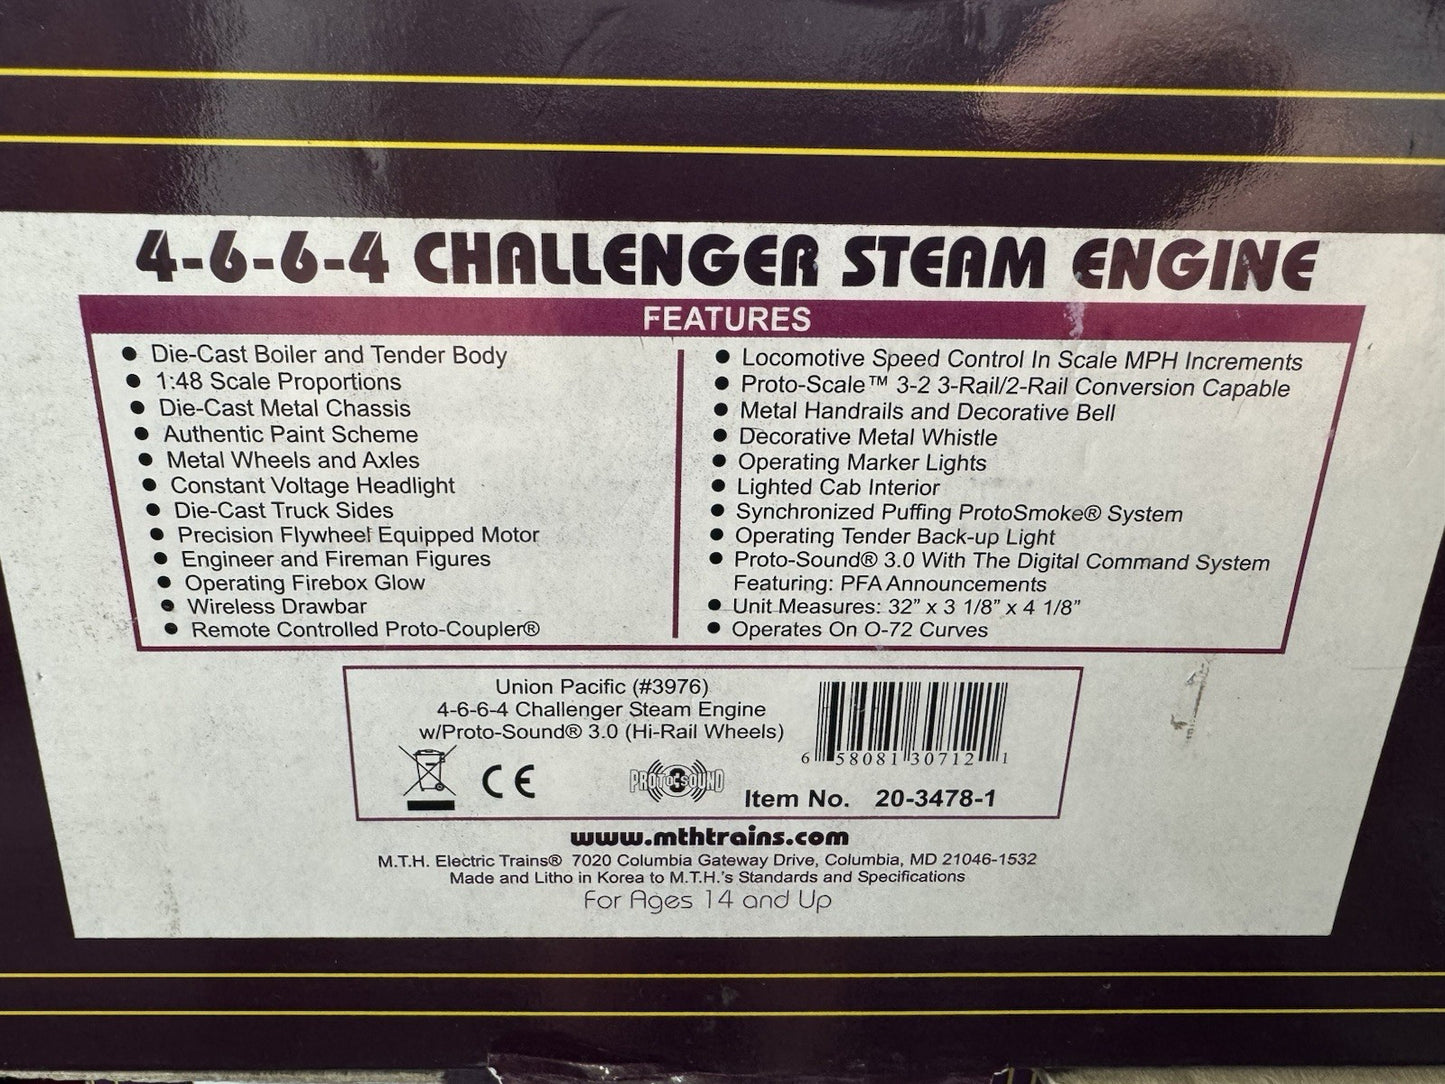 4-6-6-4 CHALLENGER STEAM ENGINE
FEATURES
● Die-Cast Boiler and Tender Body
● 1:48 Scale Proportions
● Die-Cast Metal Chassis
● Authentic Paint Scheme
● Metal Wheels and Axles
● Constant Voltage Headlight
● Die-Cast Truck Sides
● Precision Flywheel Equipped Motor
● Engineer and Fireman Figures
● Operating Firebox Glow
● Wireless Drawbar
● Remote Controlled Proto-Coupler®
● Locomotive Speed Control In Scale MPH Increments
● Proto-Scale™ 3-2 3-Rail/2-Rail Conversion Capable
● Metal Handrails and Decorative Bell
● Decorative Metal Whistle
● Operating Marker Lights
● Lighted Cab Interior
● Synchronized Puffing ProtoSmoke® System
● Operating Tender Back-up Light
● Proto-Sound® 3.0 With The Digital Command System
Featuring: PFA Announcements
● Unit Measures: 32” x 3 1/8” x 4 1/8”
● Operates On O-72 Curves
Union Pacific (#3976)
4-6-6-4 Challenger Steam Engine
w/Proto-Sound® 3.0 (Hi-Rail Wheels)
6 58081 30712 1
CE
PROTO 3 SOUND
Item No. 20-3478-1
www.mthtrains.com
M.T.H. Electric Trains® 7020 Columbia Gateway Drive, Columbia, MD 21046-1532
Made and Litho in Korea to M.T.H.'s Standards and Specifications
For Ages 14 and Up